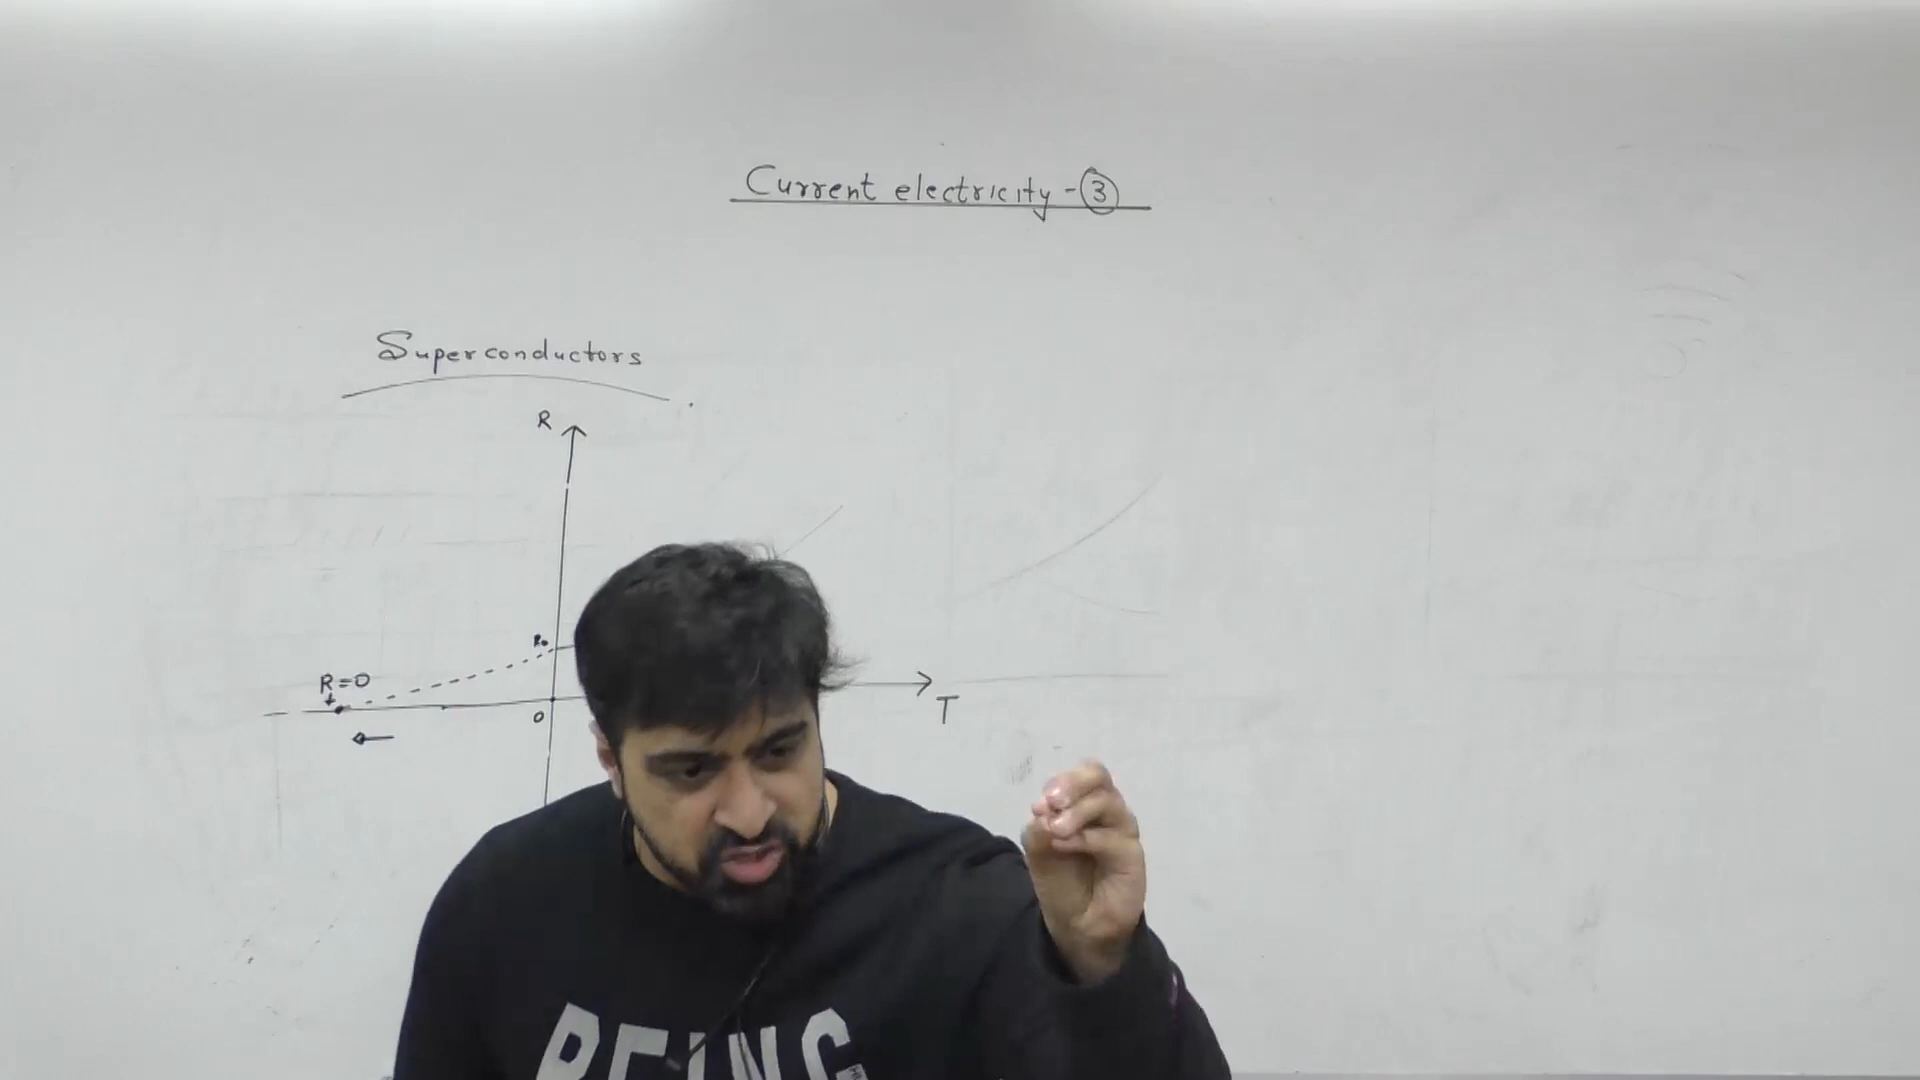 Current electricity - 3
Superconductors
R
R₀
R=0
0
T
BEING